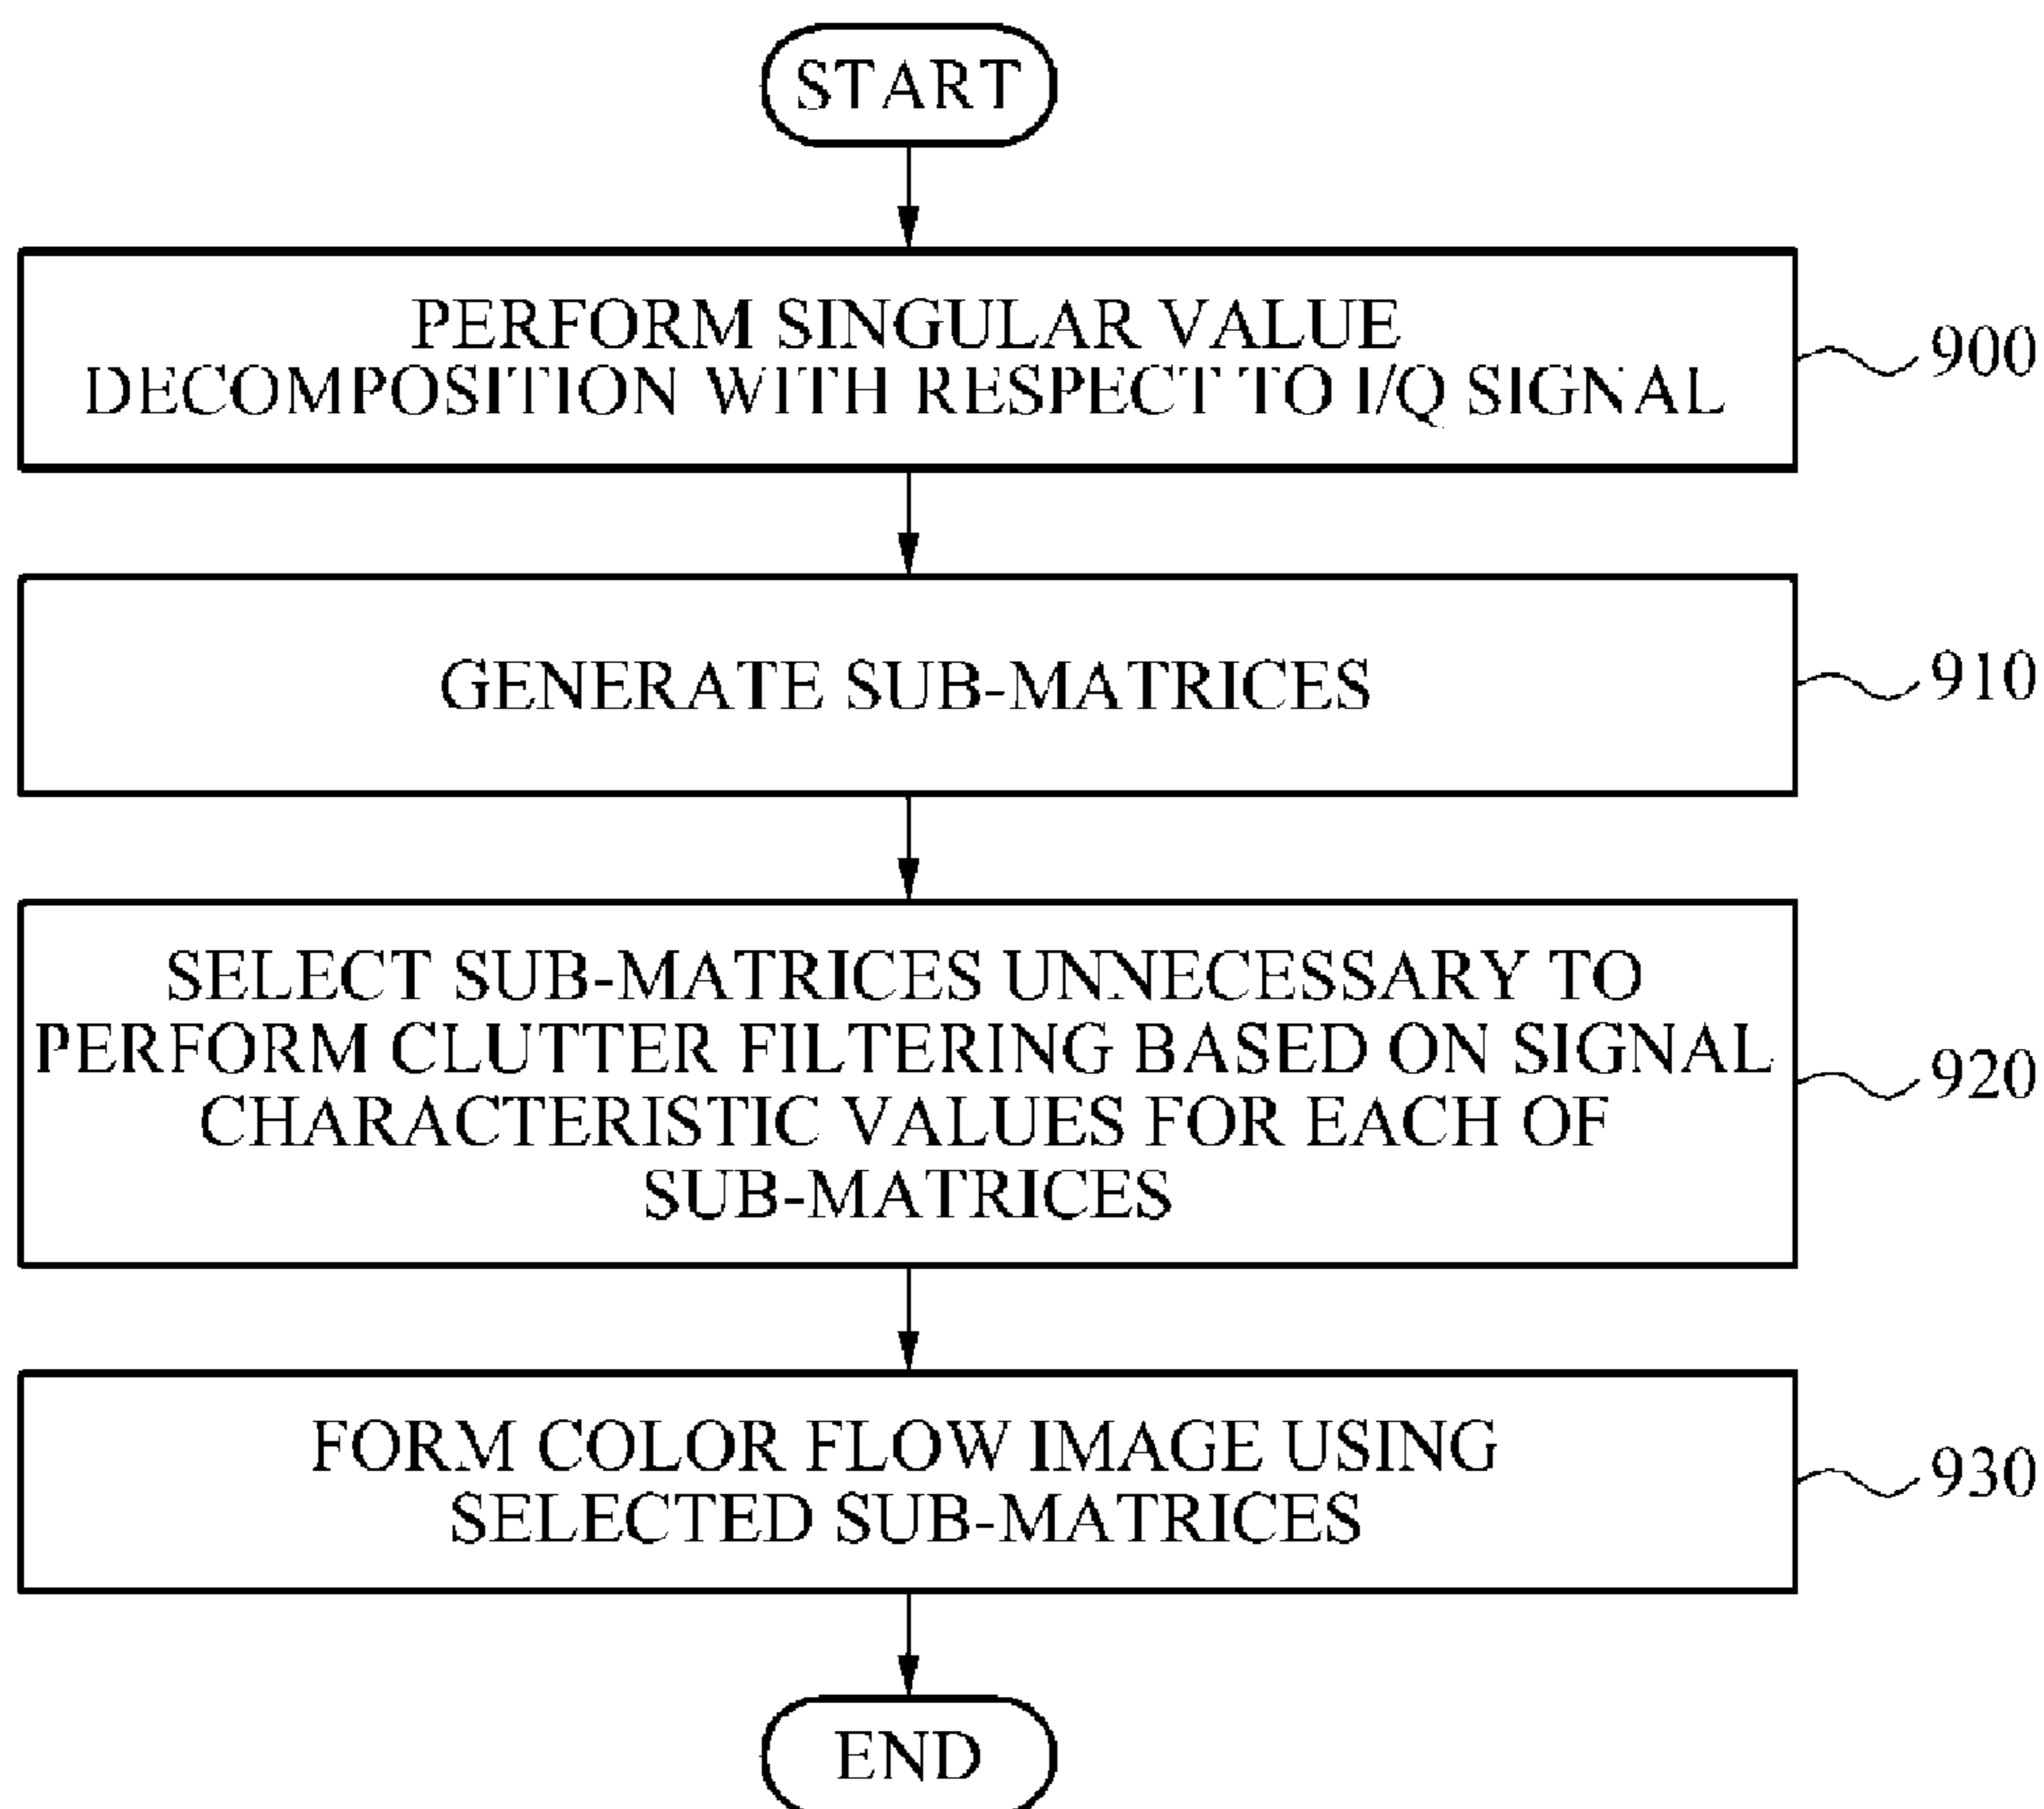 START
PERFORM SINGULAR VALUE
DECOMPOSITION WITH RESPECT TO I/Q SIGNAL
900
GENERATE SUB-MATRICES
910
SELECT SUB-MATRICES UNNECESSARY TO
PERFORM CLUTTER FILTERING BASED ON SIGNAL
CHARACTERISTIC VALUES FOR EACH OF
SUB-MATRICES
920
FORM COLOR FLOW IMAGE USING
SELECTED SUB-MATRICES
930
END